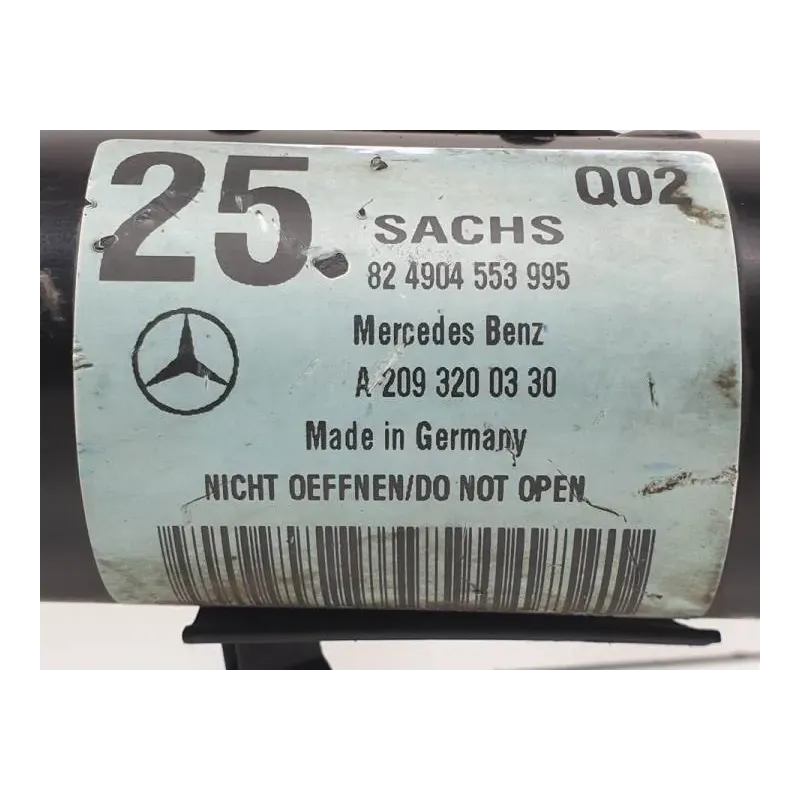 25
Q02
SACHS
82 4904 553 995
Mercedes Benz
A 209 320 03 30
Made in Germany
NICHT OEFFNEN/DO NOT OPEN